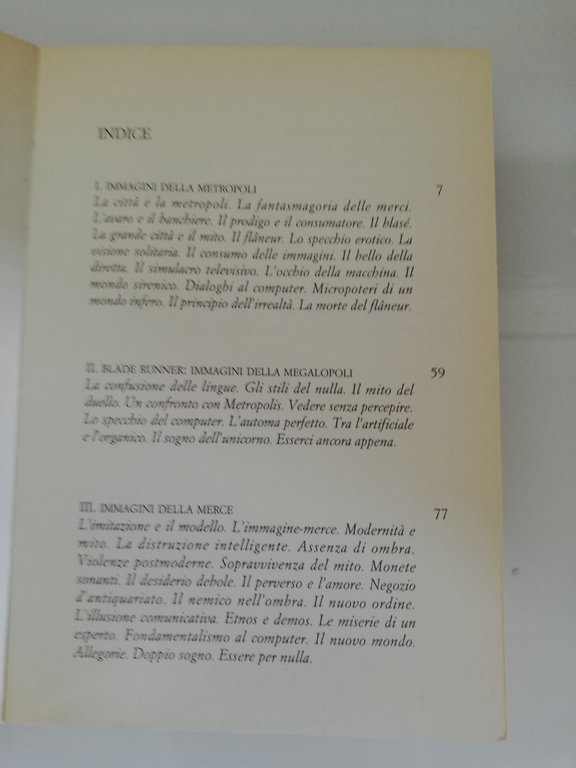 INDICE
I. IMMAGINI DELLA METROPOLI 7
La città e la metropoli. La fantasmagoria delle merci.
L'avaro e il banchiere. Il prodigo e il consumatore. Il blasé.
La grande città e il mito. Il flâneur. Lo specchio erotico. La
visione solitaria. Il consumo delle immagini. Il bello della
diretta. Il simulacro televisivo. L'occhio della macchina. Il
mondo sirenico. Dialoghi al computer. Micropoteri di un
mondo infero. Il principio dell'irrealtà. La morte del flâneur.
II. BLADE RUNNER: IMMAGINI DELLA MEGALOPOLI 59
La confusione delle lingue. Gli stili del nulla. Il mito del
duello. Un confronto con Metropolis. Vedere senza percepire.
Lo specchio del computer. L'automa perfetto. Tra l'artificiale
e l'organico. Il sogno dell'unicorno. Esserci ancora appena.
III. IMMAGINI DELLA MERCE 77
L'imitazione e il modello. L'immagine-merce. Modernità e
mito. La distruzione intelligente. Assenza di ombra.
Violenze postmoderne. Sopravvivenza del mito. Monete
sonanti. Il desiderio debole. Il perverso e l'amore. Negozio
d'antiquariato. Il nemico nell'ombra. Il nuovo ordine.
L'illusione comunicativa. Etnos e demos. Le miserie di un
esperto. Fondamentalismo al computer. Il nuovo mondo.
Allegorie. Doppio sogno. Essere per nulla.